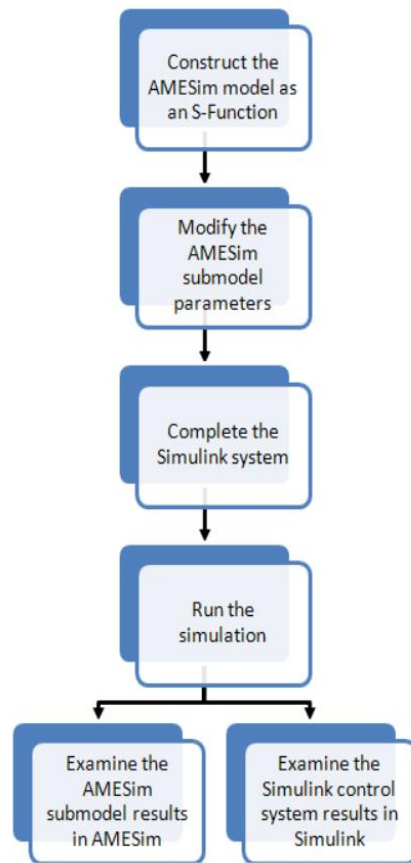 Construct the
AMESim model as
an S-Function
Modify the
AMESim
submodel
parameters
Complete the
Simulink system
Run the
simulation
Examine the
AMESim
submodel results
in AMESim
Examine the
Simulink control
system results in
Simulink